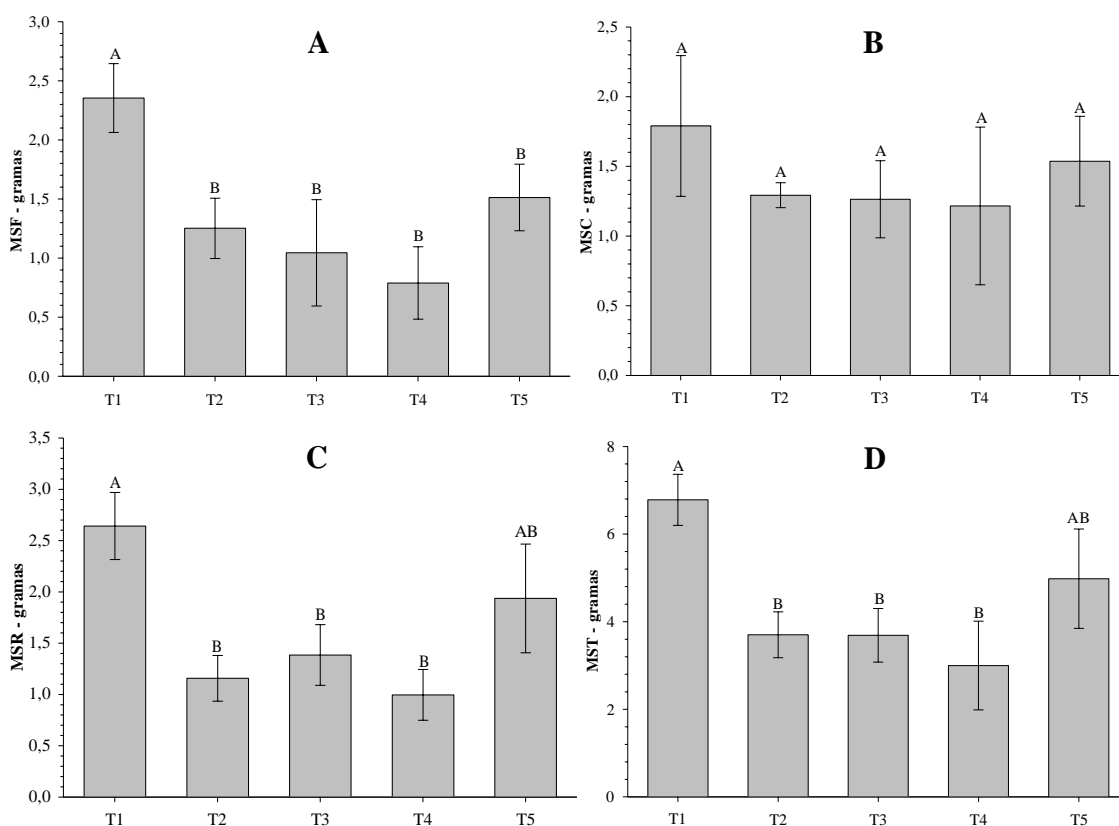 A
MSF - gramas
3,0
2,5
2,0
1,5
1,0
0,5
0,0
A
B
B
B
B
T1
T2
T3
T4
T5
B
MSC - gramas
2,5
2,0
1,5
1,0
0,5
0,0
A
A
A
A
A
T1
T2
T3
T4
T5
C
MSR - gramas
3,5
3,0
2,5
2,0
1,5
1,0
0,5
0,0
A
B
B
B
AB
T1
T2
T3
T4
T5
D
MST - gramas
8
6
4
2
0
A
B
B
B
AB
T1
T2
T3
T4
T5